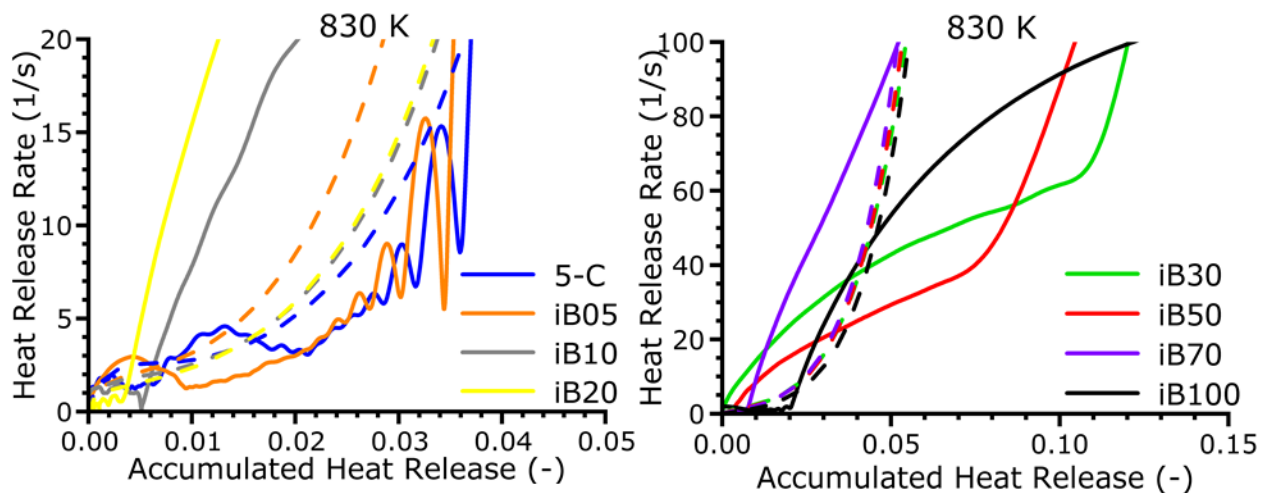 830 K
Heat Release Rate (1/s)
20
15
10
5
0
0.00
0.01
0.02
0.03
0.04
0.05
Accumulated Heat Release (-)
5-C
iB05
iB10
iB20
830 K
Heat Release Rate (1/s)
100
80
60
40
20
0
0.00
0.05
0.10
0.15
Accumulated Heat Release (-)
iB30
iB50
iB70
iB100